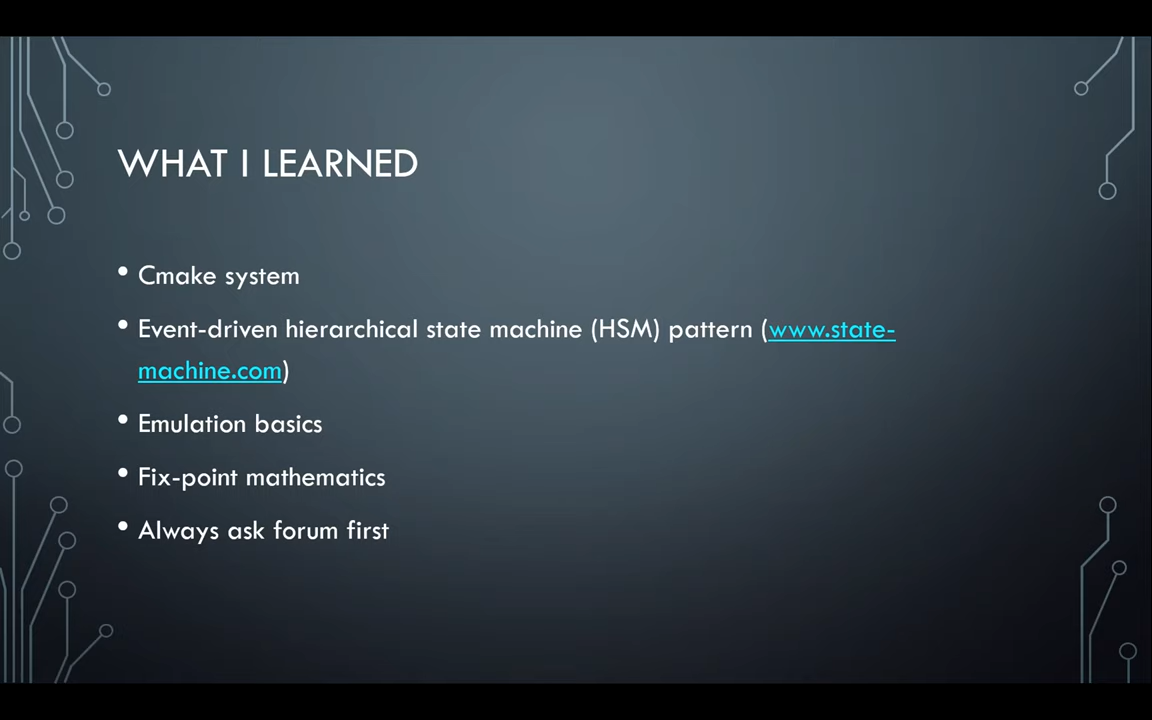 WHAT I LEARNED
• Cmake system
• Event-driven hierarchical state machine (HSM) pattern (www.state-
machine.com)
• Emulation basics
• Fix-point mathematics
• Always ask forum first